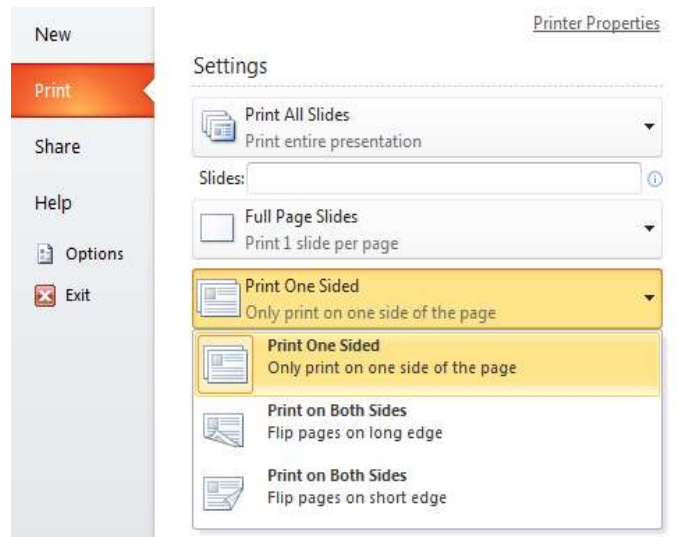 New
Print
Share
Help
Options
Exit
Printer Properties
Settings
Print All Slides
Print entire presentation
Slides:
Full Page Slides
Print 1 slide per page
Print One Sided
Only print on one side of the page
Print One Sided
Only print on one side of the page
Print on Both Sides
Flip pages on long edge
Print on Both Sides
Flip pages on short edge